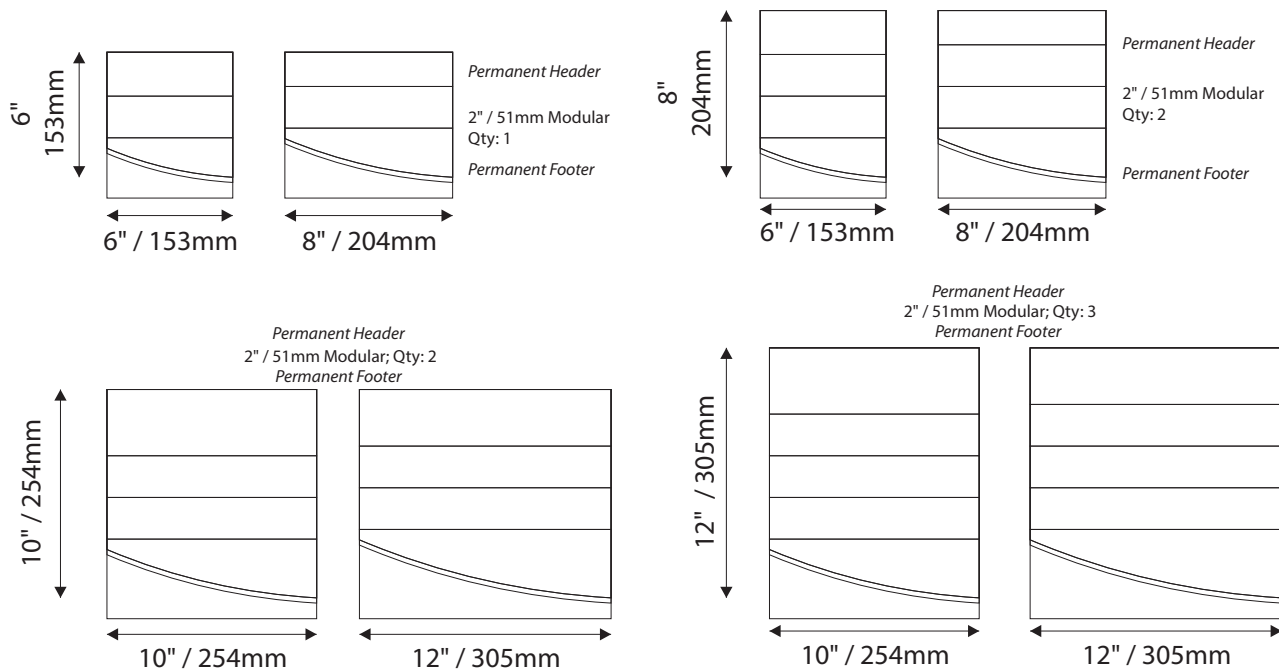 6"
153mm
Permanent Header
2" / 51mm Modular
Qty: 1
Permanent Footer
6" / 153mm
8" / 204mm
8"
204mm
Permanent Header
2" / 51mm Modular
Qty: 2
Permanent Footer
6" / 153mm
8" / 204mm
Permanent Header
2" / 51mm Modular; Qty: 2
Permanent Footer
10" / 254mm
10" / 254mm
12" / 305mm
Permanent Header
2" / 51mm Modular; Qty: 3
Permanent Footer
12" / 305mm
10" / 254mm
12" / 305mm